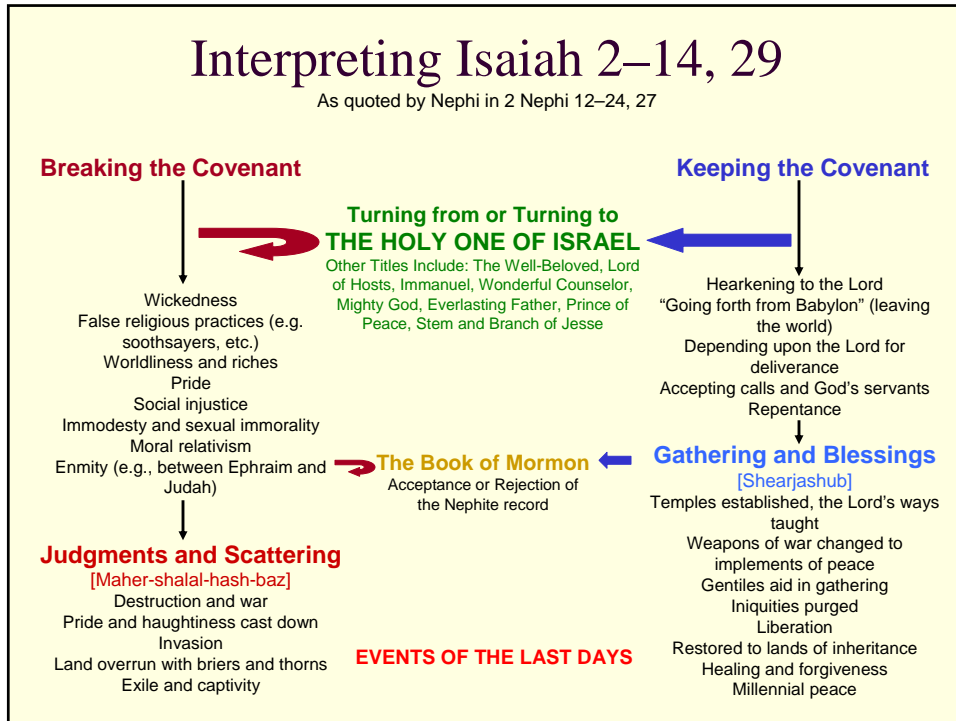 Interpreting Isaiah 2–14, 29
As quoted by Nephi in 2 Nephi 12–24, 27
Breaking the Covenant
Wickedness
False religious practices (e.g.
soothsayers, etc.)
Worldliness and riches
Pride
Social injustice
Immodesty and sexual immorality
Moral relativism
Enmity (e.g., between Ephraim and
Judah)
Judgments and Scattering
[Maher-shalal-hash-baz]
Destruction and war
Pride and haughtiness cast down
Invasion
Land overrun with briers and thorns
Exile and captivity
Turning from or Turning to
THE HOLY ONE OF ISRAEL
Other Titles Include: The Well-Beloved, Lord
of Hosts, Immanuel, Wonderful Counselor,
Mighty God, Everlasting Father, Prince of
Peace, Stem and Branch of Jesse
The Book of Mormon
Acceptance or Rejection of
the Nephite record
EVENTS OF THE LAST DAYS
Keeping the Covenant
Hearkening to the Lord
“Going forth from Babylon” (leaving
the world)
Depending upon the Lord for
deliverance
Accepting calls and God’s servants
Repentance
Gathering and Blessings
[Shearjashub]
Temples established, the Lord’s ways
taught
Weapons of war changed to
implements of peace
Gentiles aid in gathering
Iniquities purged
Liberation
Restored to lands of inheritance
Healing and forgiveness
Millennial peace